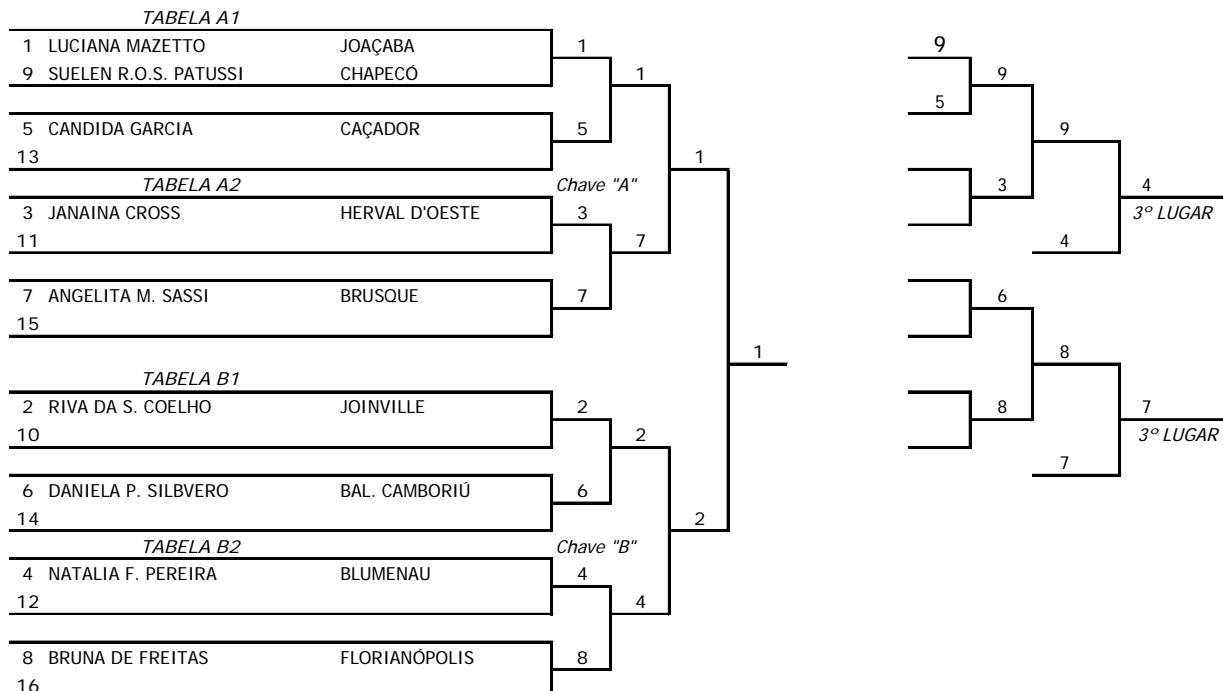 TABELA A1
1 LUCIANA MAZETTO JOAÇABA 1 9
9 SUELEN R.O.S. PATUSSI CHAPECÓ 1 9
5
5 CANDIDA GARCIA CAÇADOR 5 9
13 1
TABELA A2 Chave "A" 3 4
3 JANAINA CROSS HERVAL D'OESTE 3 3º LUGAR
11 7 4
7 ANGELITA M. SASSI BRUSQUE 7 6
15
1 8
TABELA B1
2 RIVA DA S. COELHO JOINVILLE 2 8 7
10 2 3º LUGAR
7
6 DANIELA P. SILBVERO BAL. CAMBORIÚ 6
14 2
TABELA B2 Chave "B"
4 NATALIA F. PEREIRA BLUMENAU 4
12 4
8 BRUNA DE FREITAS FLORIANÓPOLIS 8
16